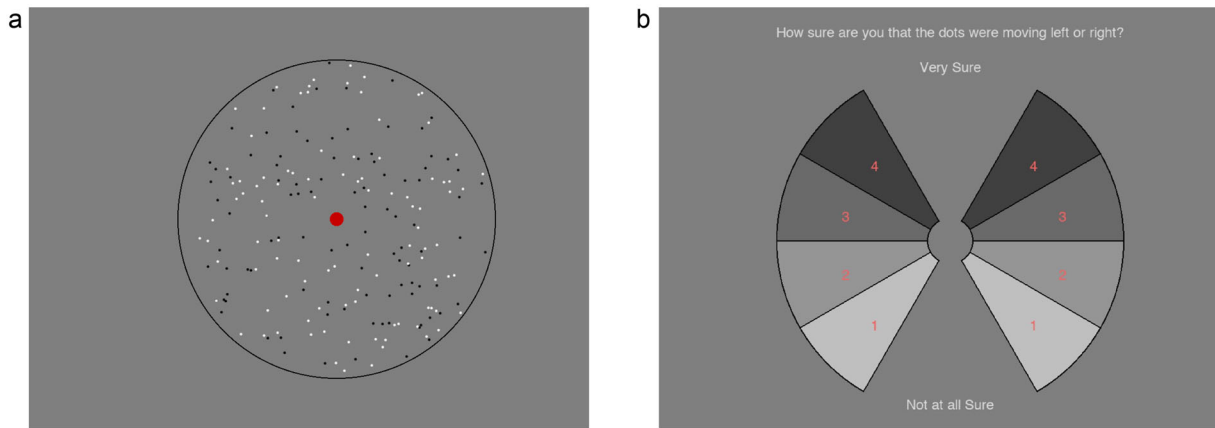 a
b
How sure are you that the dots were moving left or right?
Very Sure
4 4
3 3
2 2
1 1
Not at all Sure